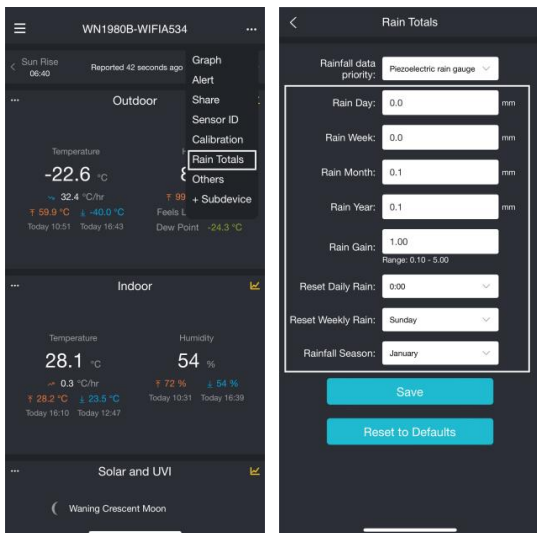 WN1980B-WIFIA534
...
Sun Rise
06:40
Reported 42 seconds ago
Graph
Alert
Share
Sensor ID
Calibration
Rain Totals
Others
+ Subdevice
...
Outdoor
Temperature
-22.6 °C
32.4 °C/hr
59.9 °C -40.0 °C
Today 10:51 Today 16:43
99
Feels L
Dew Point -24.3 °C
...
Indoor
Temperature
28.1 °C
0.3 °C/hr
28.2 °C 23.5 °C
Today 16:10 Today 12:47
Humidity
54 %
72 % 54 %
Today 10:31 Today 16:39
...
Solar and UVI
Waning Crescent Moon
Rain Totals
Rainfall data priority: Piezoelectric rain gauge
Rain Day: 0.0 mm
Rain Week: 0.0 mm
Rain Month: 0.1 mm
Rain Year: 0.1 mm
Rain Gain: 1.00
Range: 0.10 - 5.00
Reset Daily Rain: 0:00
Reset Weekly Rain: Sunday
Rainfall Season: January
Save
Reset to Defaults